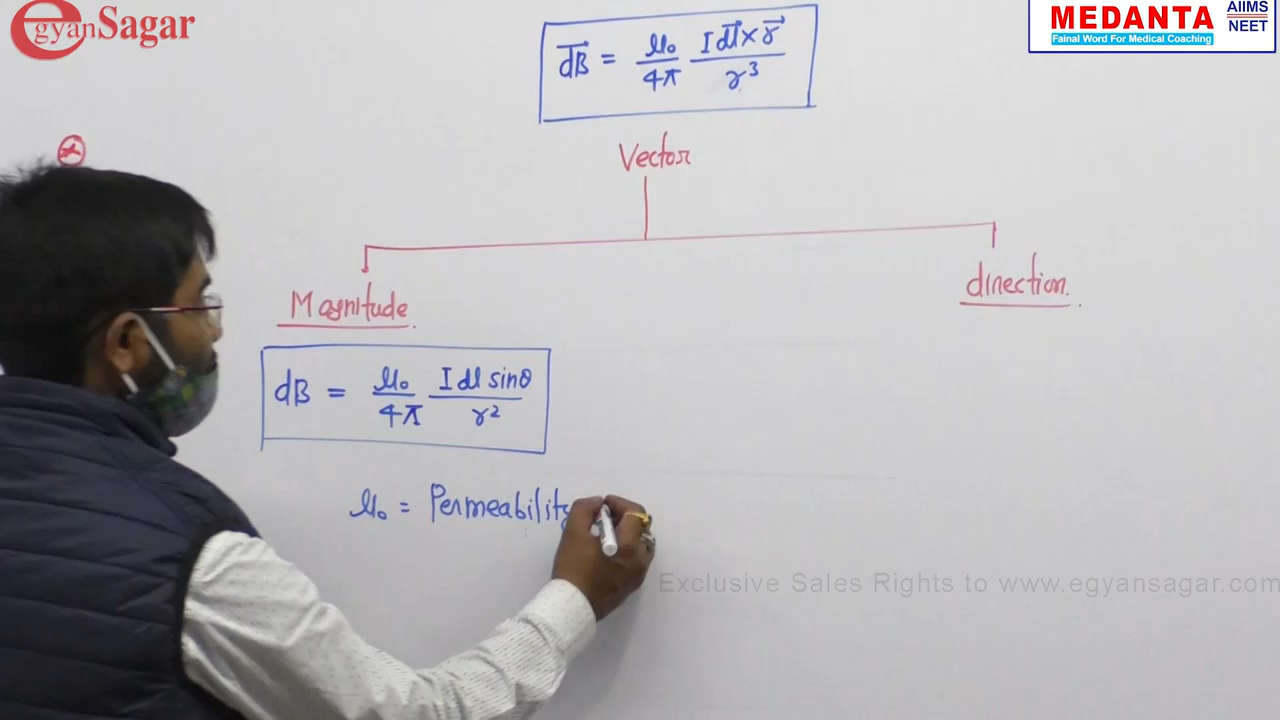 egyanSagar
MEDANTA
Fainal Word For Medical Coaching
AIIMS
NEET
dB⃗ = μ₀/4π I dl⃗ × r⃗ / r³
Vector
Magnitude
direction
dB = μ₀/4π I dl sinθ / r²
μ₀ = Permeability
Exclusive Sales Rights to www.egyansagar.com